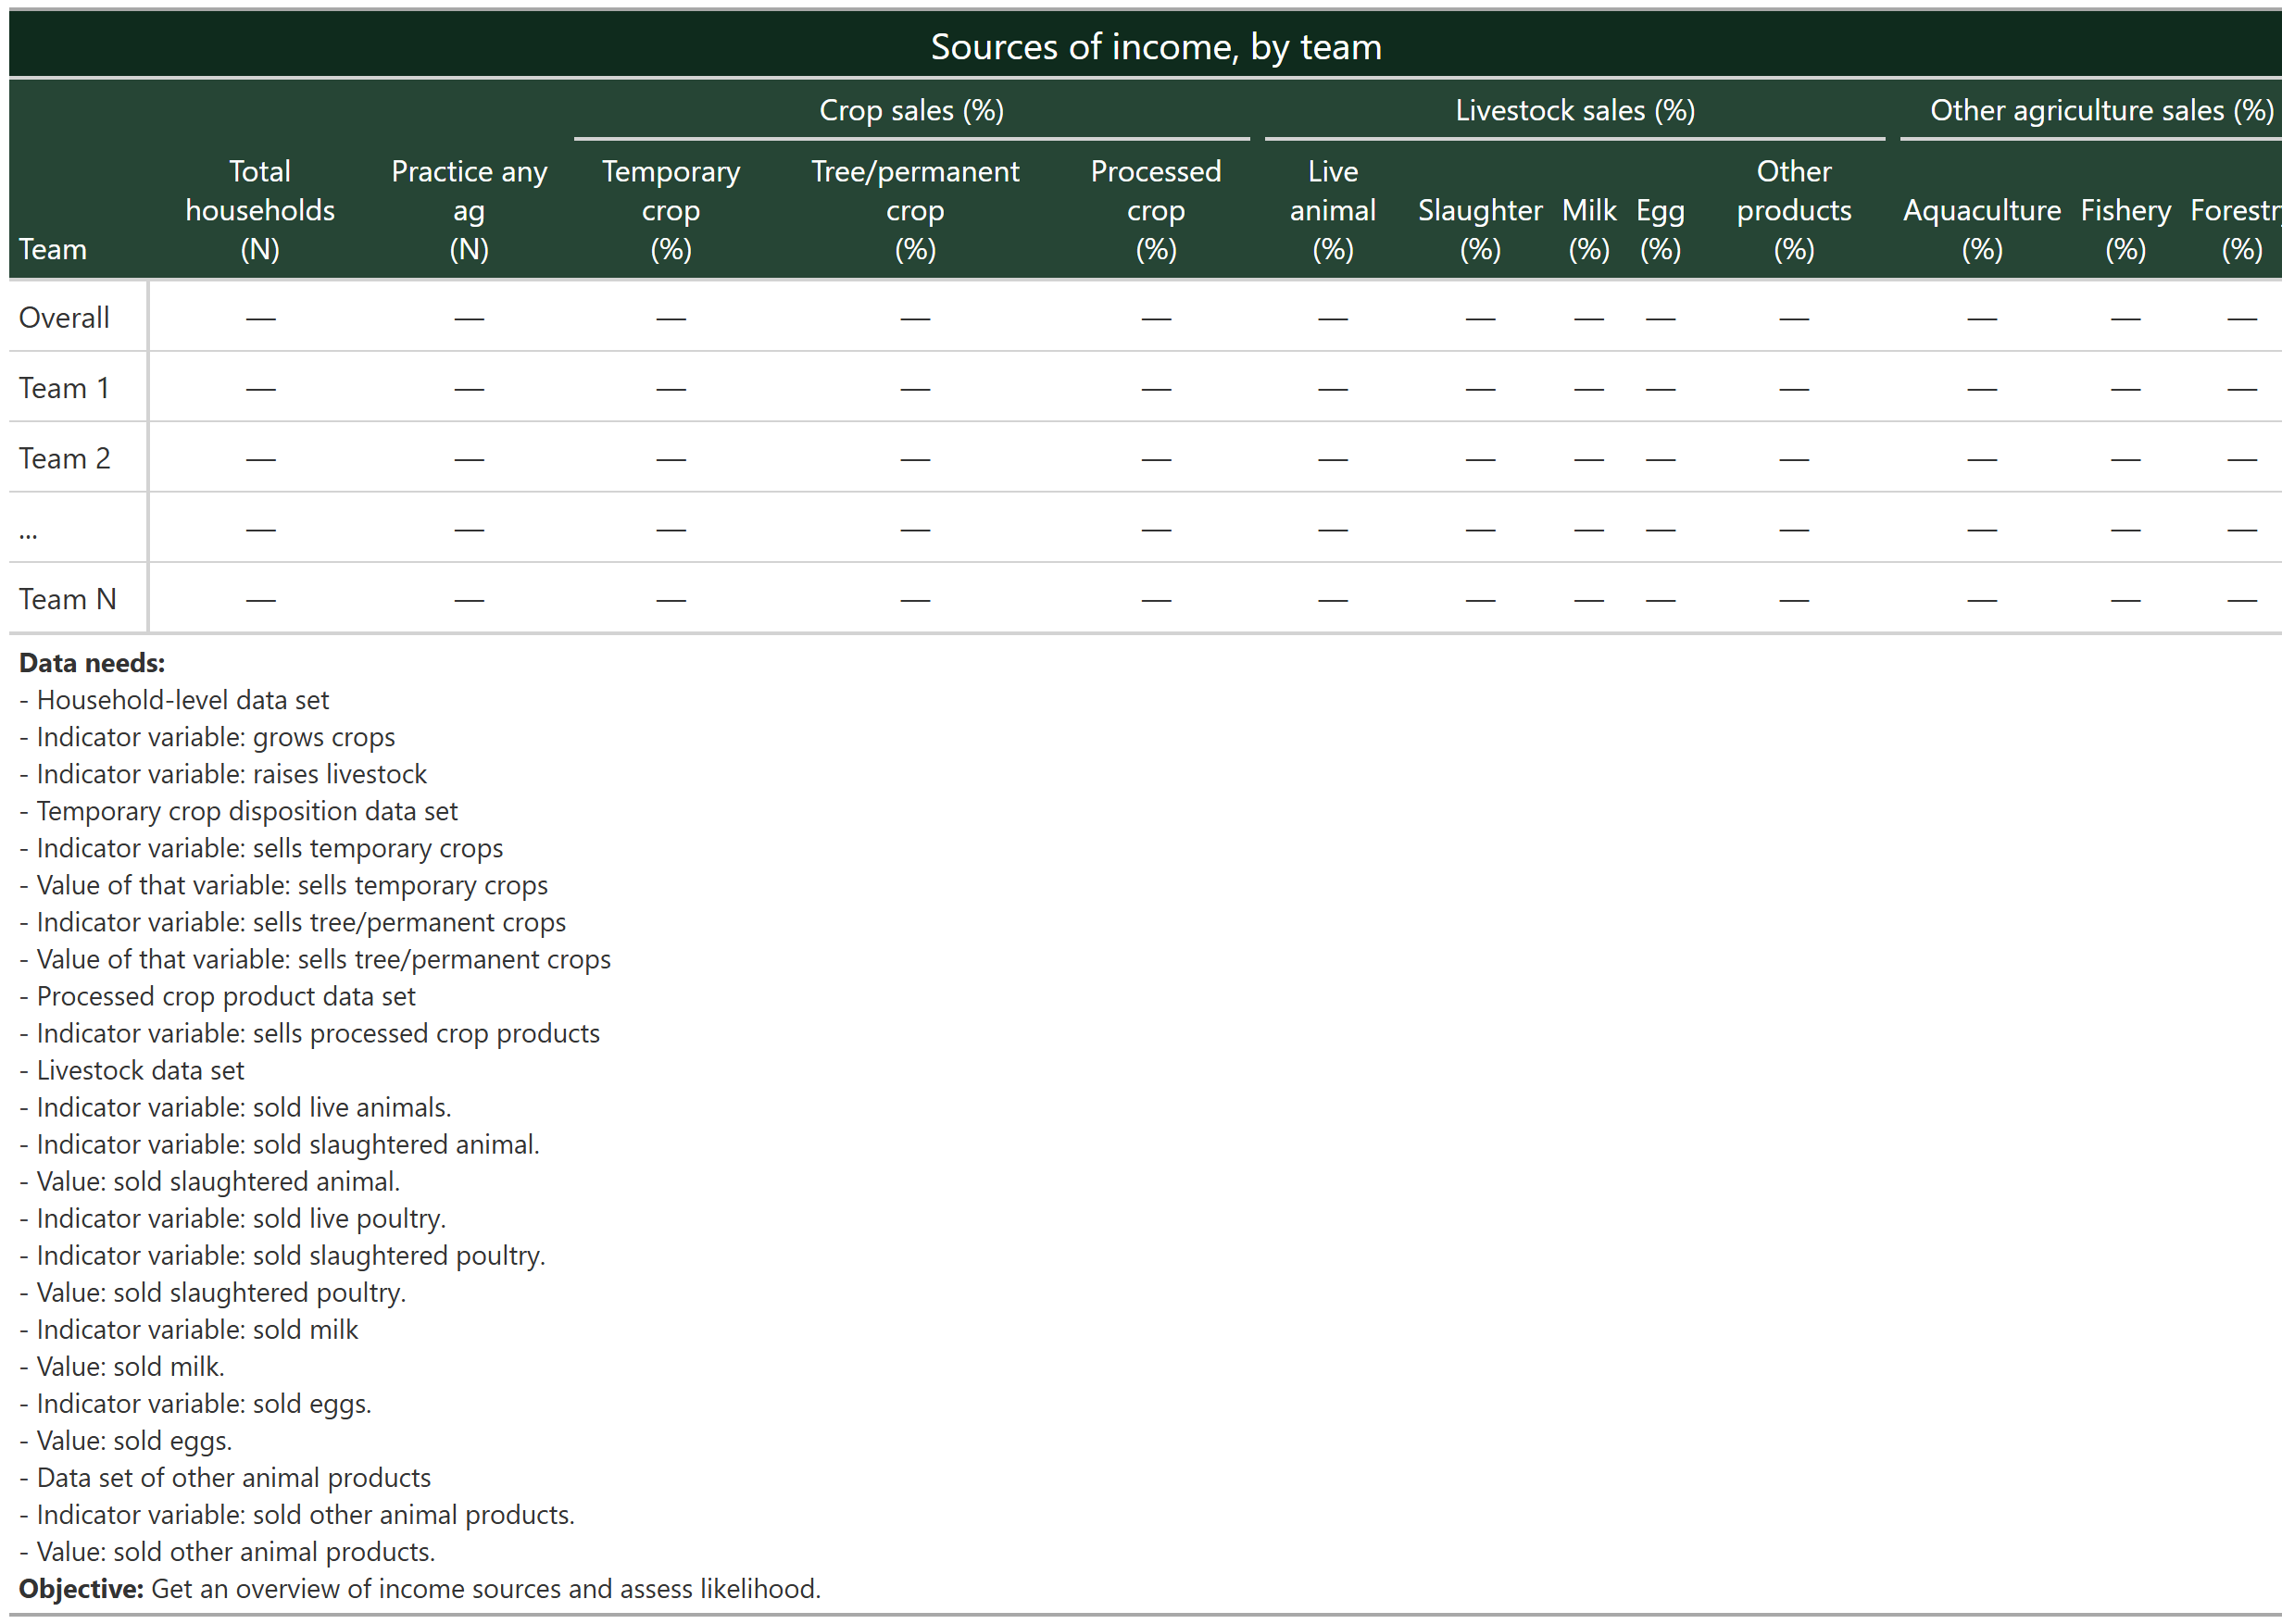 Sources of income, by team
Crop sales (%) Livestock sales (%) Other agriculture sales (%)
Team Total households (N) Practice any ag (N) Temporary crop (%) Tree/permanent crop (%) Processed crop (%) Live animal (%) Slaughter (%) Milk (%) Egg (%) Other products (%) Aquaculture (%) Fishery (%) Forestr (%)
Overall — — — — — — — — — — — — —
Team 1 — — — — — — — — — — — — —
Team 2 — — — — — — — — — — — — —
... — — — — — — — — — — — — —
Team N — — — — — — — — — — — — —
Data needs:
- Household-level data set
- Indicator variable: grows crops
- Indicator variable: raises livestock
- Temporary crop disposition data set
- Indicator variable: sells temporary crops
- Value of that variable: sells temporary crops
- Indicator variable: sells tree/permanent crops
- Value of that variable: sells tree/permanent crops
- Processed crop product data set
- Indicator variable: sells processed crop products
- Livestock data set
- Indicator variable: sold live animals.
- Indicator variable: sold slaughtered animal.
- Value: sold slaughtered animal.
- Indicator variable: sold live poultry.
- Indicator variable: sold slaughtered poultry.
- Value: sold slaughtered poultry.
- Indicator variable: sold milk
- Value: sold milk.
- Indicator variable: sold eggs.
- Value: sold eggs.
- Data set of other animal products
- Indicator variable: sold other animal products.
- Value: sold other animal products.
Objective: Get an overview of income sources and assess likelihood.